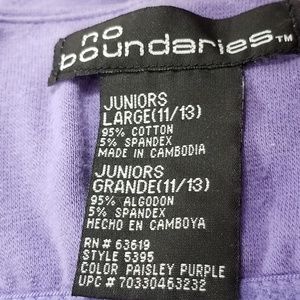 no
boundaries™
JUNIORS
LARGE(11/13)
95% COTTON
5% SPANDEX
MADE IN CAMBODIA
JUNIORS
GRANDE(11/13)
95% ALGODON
5% SPANDEX
HECHO EN CAMBOYA
RN# 63619
STYLE 5395
COLOR PAISLEY PURPLE
UPC # 70330463232